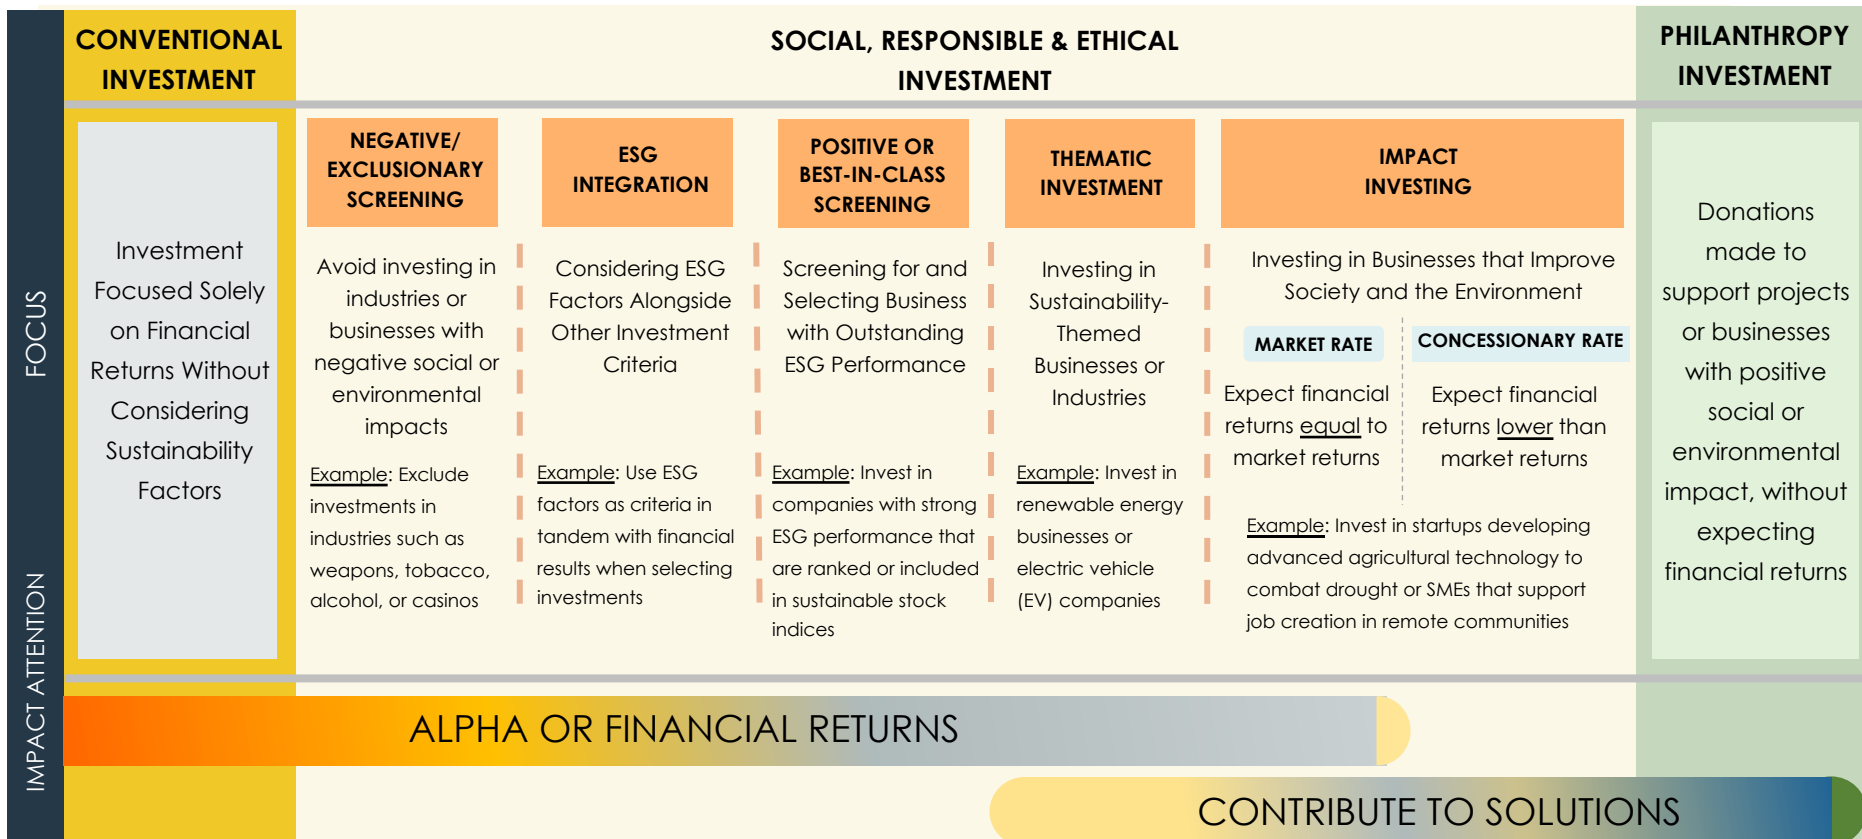 CONVENTIONAL
INVESTMENT
SOCIAL, RESPONSIBLE & ETHICAL
INVESTMENT
PHILANTHROPY
INVESTMENT
FOCUS
Investment
Focused Solely
on Financial
Returns Without
Considering
Sustainability
Factors
NEGATIVE/
EXCLUSIONARY
SCREENING
Avoid investing in
industries or
businesses with
negative social or
environmental
impacts
Example: Exclude
investments in
industries such as
weapons, tobacco,
alcohol, or casinos
ESG
INTEGRATION
Considering ESG
Factors Alongside
Other Investment
Criteria
Example: Use ESG
factors as criteria in
tandem with financial
results when selecting
investments
POSITIVE OR
BEST-IN-CLASS
SCREENING
Screening for and
Selecting Business
with Outstanding
ESG Performance
Example: Invest in
companies with strong
ESG performance that
are ranked or included
in sustainable stock
indices
THEMATIC
INVESTMENT
Investing in
Sustainability-
Themed
Businesses or
Industries
Example: Invest in
renewable energy
businesses or
electric vehicle
(EV) companies
IMPACT
INVESTING
Investing in Businesses that Improve
Society and the Environment
MARKET RATE
Expect financial
returns equal to
market returns
CONCESSIONARY RATE
Expect financial
returns lower than
market returns
Example: Invest in startups developing
advanced agricultural technology to
combat drought or SMEs that support
job creation in remote communities
Donations
made to
support projects
or businesses
with positive
social or
environmental
impact, without
expecting
financial returns
IMPACT ATTENTION
ALPHA OR FINANCIAL RETURNS
CONTRIBUTE TO SOLUTIONS